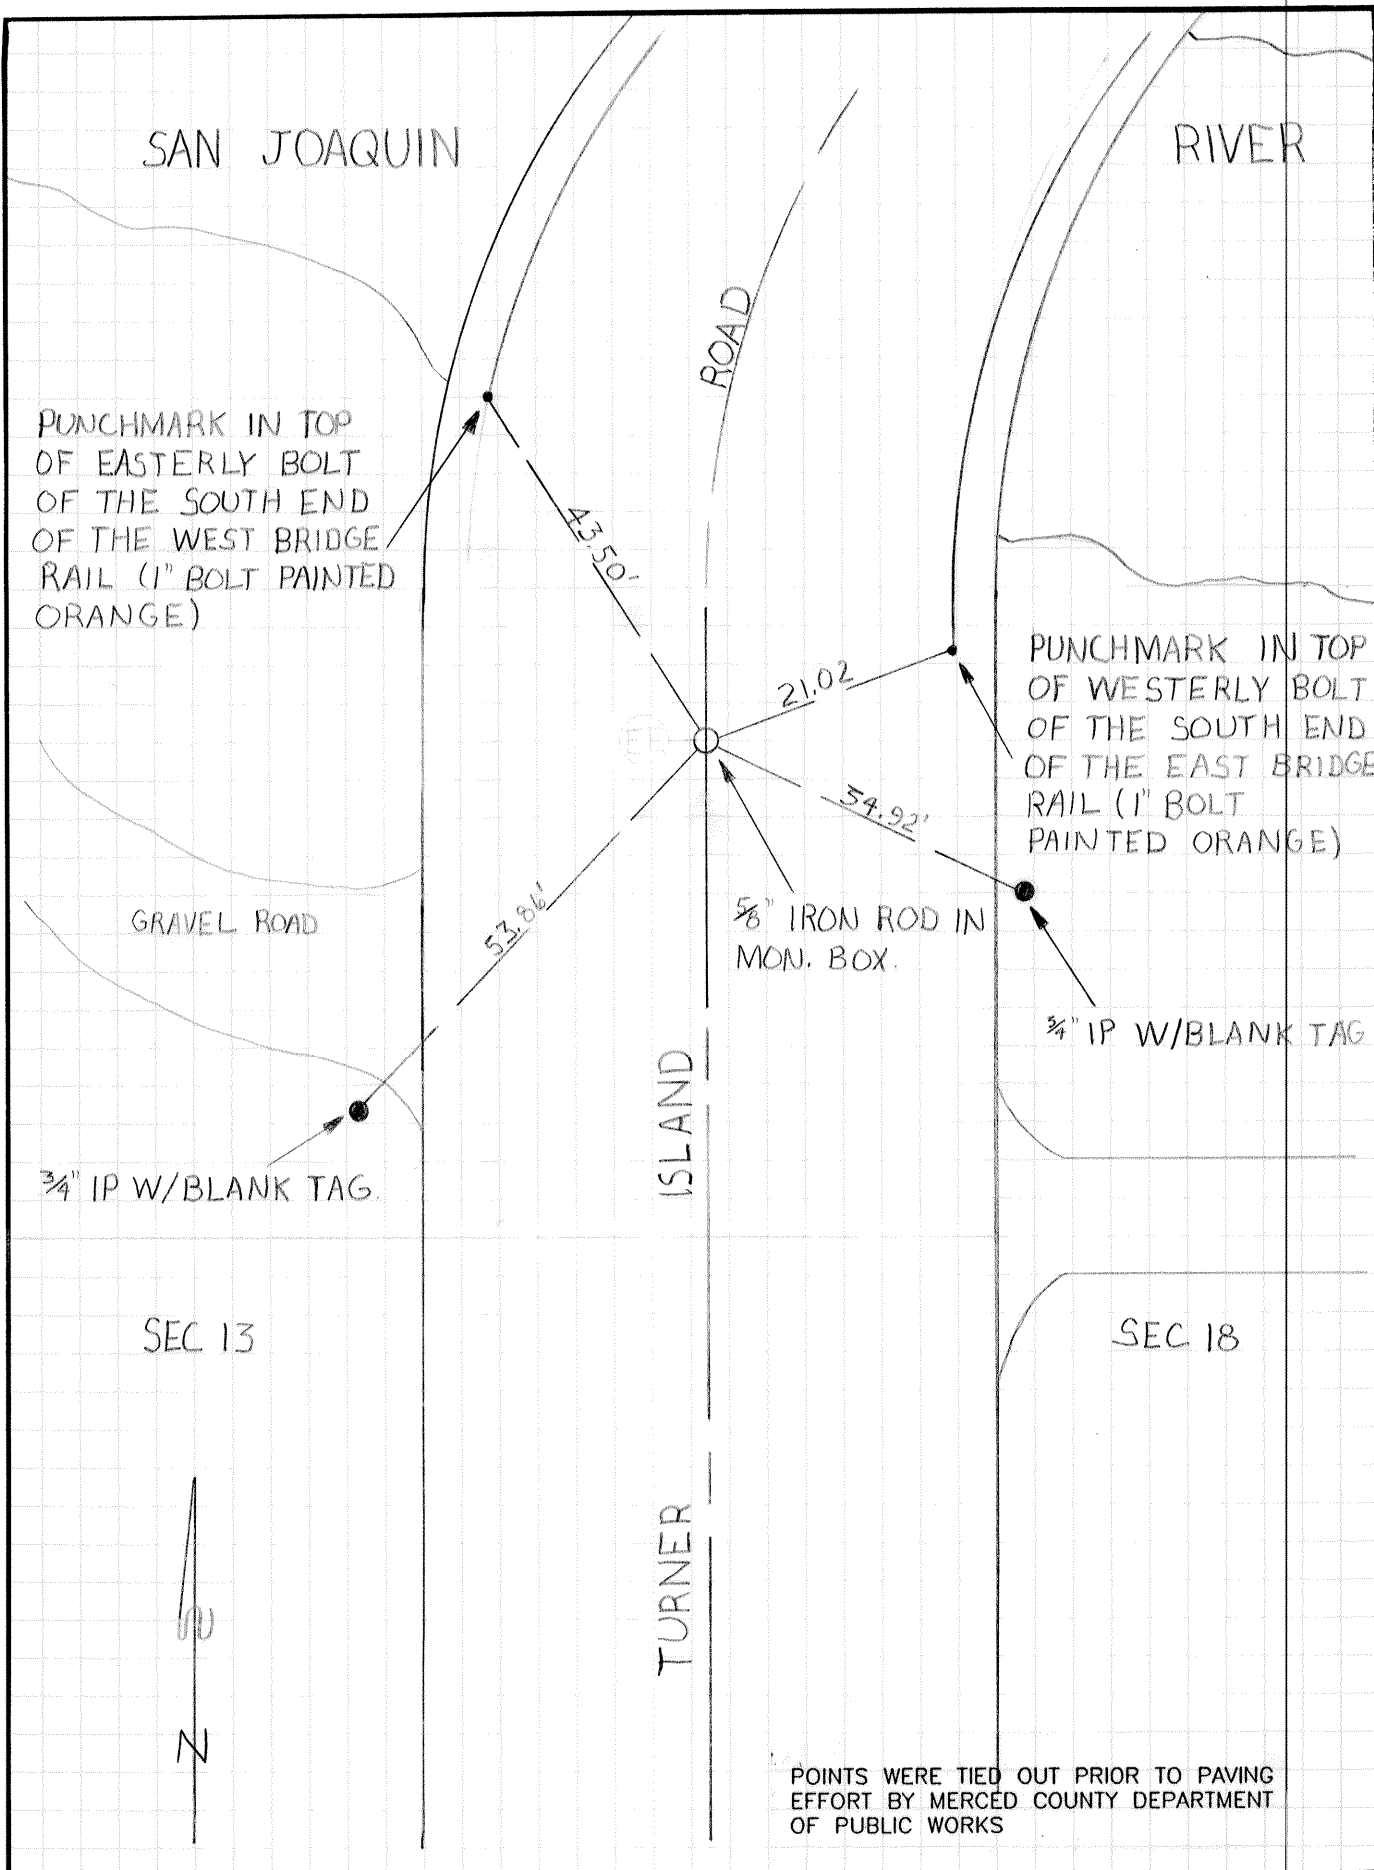 SAN JOAQUIN
RIVER
ROAD
PUNCHMARK IN TOP
OF EASTERLY BOLT
OF THE SOUTH END
OF THE WEST BRIDGE
RAIL (1" BOLT PAINTED
ORANGE)
43.50'
21.02
PUNCHMARK IN TOP
OF WESTERLY BOLT
OF THE SOUTH END
OF THE EAST BRIDGE
RAIL (1" BOLT
PAINTED ORANGE)
54.92'
53.86'
GRAVEL ROAD
5/8" IRON ROD IN
MON. BOX.
3/4" IP W/BLANK TAG
ISLAND
3/4" IP W/BLANK TAG.
SEC 13
SEC 18
TURNER
N
POINTS WERE TIED OUT PRIOR TO PAVING
EFFORT BY MERCED COUNTY DEPARTMENT
OF PUBLIC WORKS